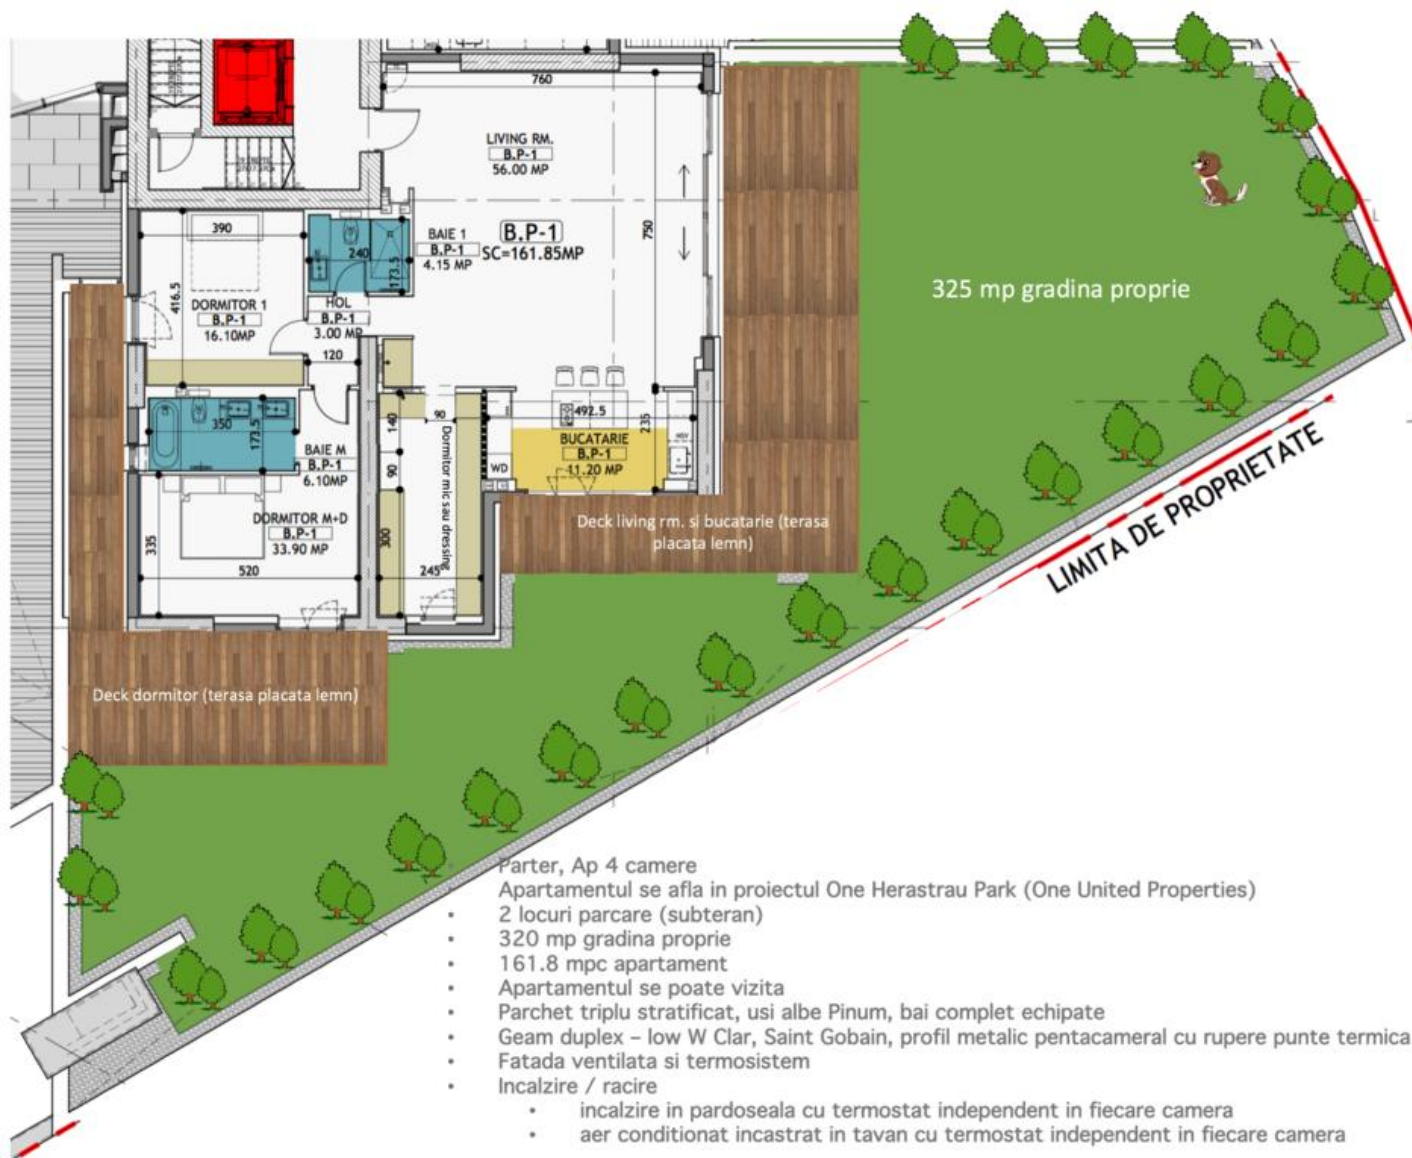 760
LIVING RM.
B.P-1
56.00 MP
390
240
173.5
BAIE 1
B.P-1
4.15 MP
B.P-1
SC=161.85MP
750
416.5
DORMITOR 1
B.P-1
16.10MP
HOL
B.P-1
3.00 MP
120
325 mp gradina proprie
350
173.5
BAIE M
B.P-1
6.10MP
140
90
90
Dormitor mic sau dressing
492.5
235
BUCATARIE
B.P-1
11.20 MP
WD
335
DORMITOR M+D
B.P-1
33.90 MP
520
300
245
Deck living rm. si bucatarie (terasa
placata lemn)
LIMITA DE PROPRIETATE
Deck dormitor (terasa placata lemn)
Parter, Ap 4 camere
Apartamentul se afla in proiectul One Herastrau Park (One United Properties)
• 2 locuri parcare (subteran)
• 320 mp gradina proprie
• 161.8 mpc apartament
• Apartamentul se poate vizita
• Parchet triplu stratificat, usi albe Pinum, bai complet echipate
• Geam duplex – low W Clar, Saint Gobain, profil metalic pentacameral cu rupere punte termica
• Fatada ventilata si termosistem
• Incalzire / racire
• incalzire in pardoseala cu termostat independent in fiecare camera
• aer conditionat incastrat in tavan cu termostat independent in fiecare camera